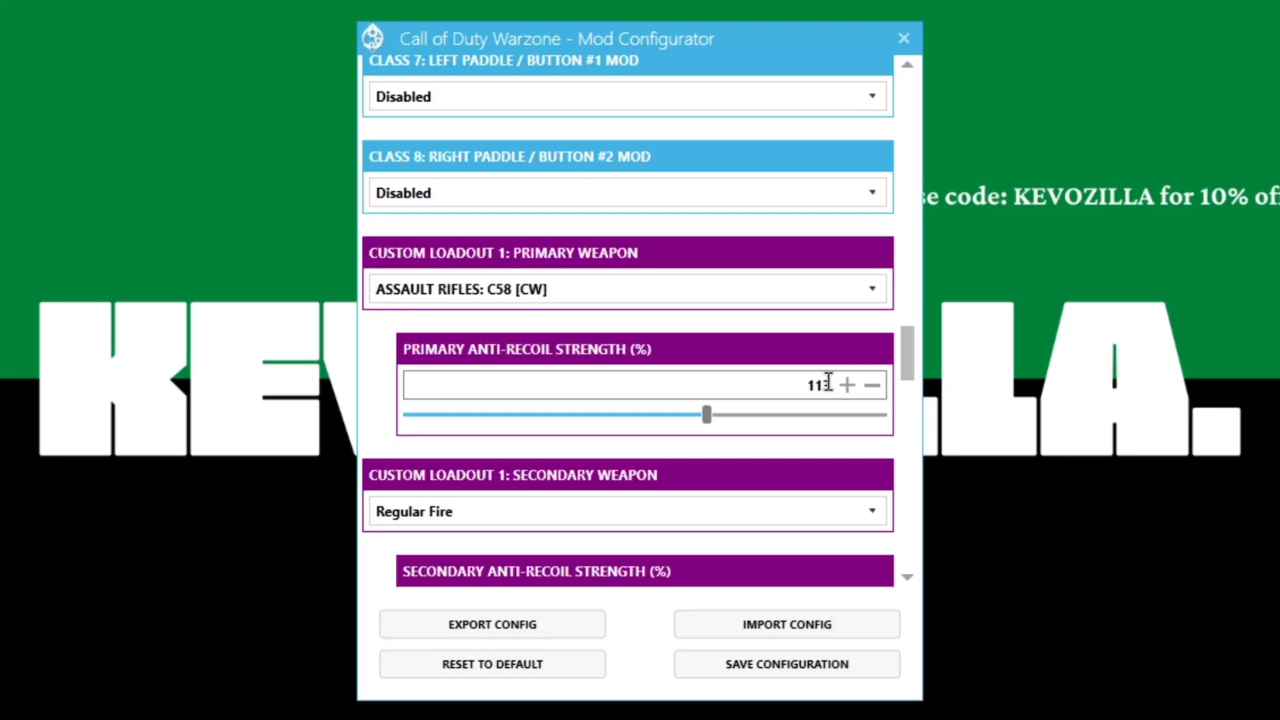 Call of Duty Warzone - Mod Configurator
CLASS 7: LEFT PADDLE / BUTTON #1 MOD
Disabled
CLASS 8: RIGHT PADDLE / BUTTON #2 MOD
Disabled
code: KEVOZILLA for 10%
CUSTOM LOADOUT 1: PRIMARY WEAPON
ASSAULT RIFLES: C58 [CW]
PRIMARY ANTI-RECOIL STRENGTH (%)
CUSTOM LOADOUT 1: SECONDARY WEAPON
Regular Fire
SECONDARY ANTI-RECOIL STRENGTH (%)
EXPORT CONFIG
IMPORT CONFIG
RESET TO DEFAULT
SAVE CONFIGURATION